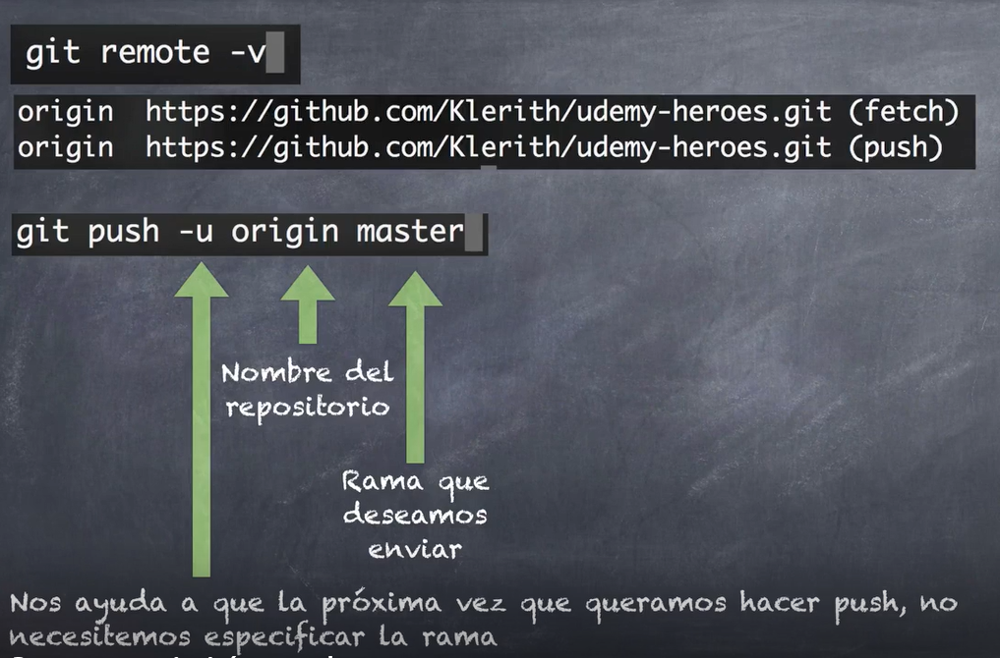 git remote -v
origin  https://github.com/Klerith/udemy-heroes.git (fetch)
origin  https://github.com/Klerith/udemy-heroes.git (push)
git push -u origin master
Nombre del
repositorio
Rama que
deseamos
enviar
Nos ayuda a que la próxima vez que queramos hacer push, no
necesitemos especificar la rama